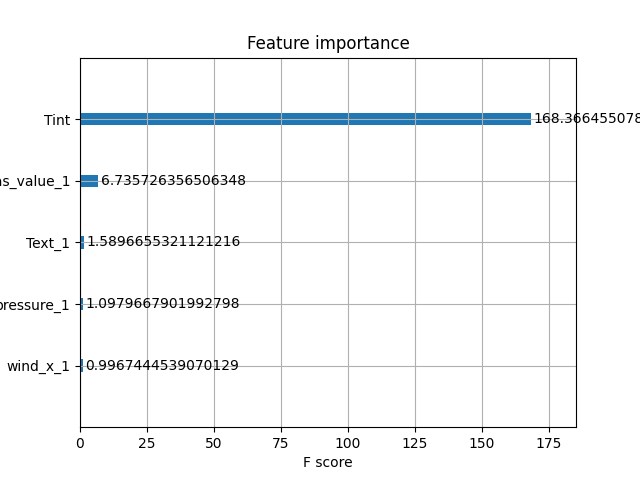 Feature importance
Tint
168.366455078
s_value_1
6.735726356506348
Text_1
1.5896655321121216
pressure_1
1.0979667901992798
wind_x_1
0.9967444539070129
0 25 50 75 100 125 150 175
F score